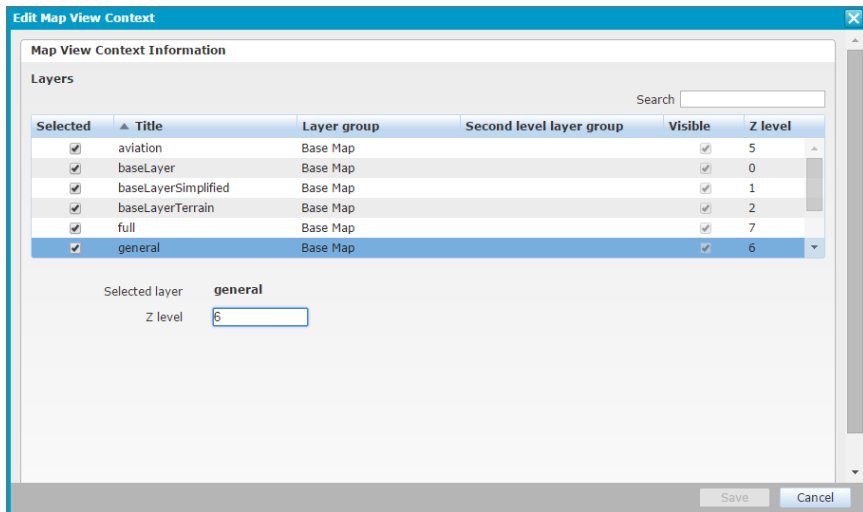 Edit Map View Context
Map View Context Information
Layers
Search
Selected Title Layer group Second level layer group Visible Z level
aviation Base Map 5
baseLayer Base Map 0
baseLayerSimplified Base Map 1
baseLayerTerrain Base Map 2
full Base Map 7
general Base Map 6
Selected layer general
Z level 6
Save Cancel